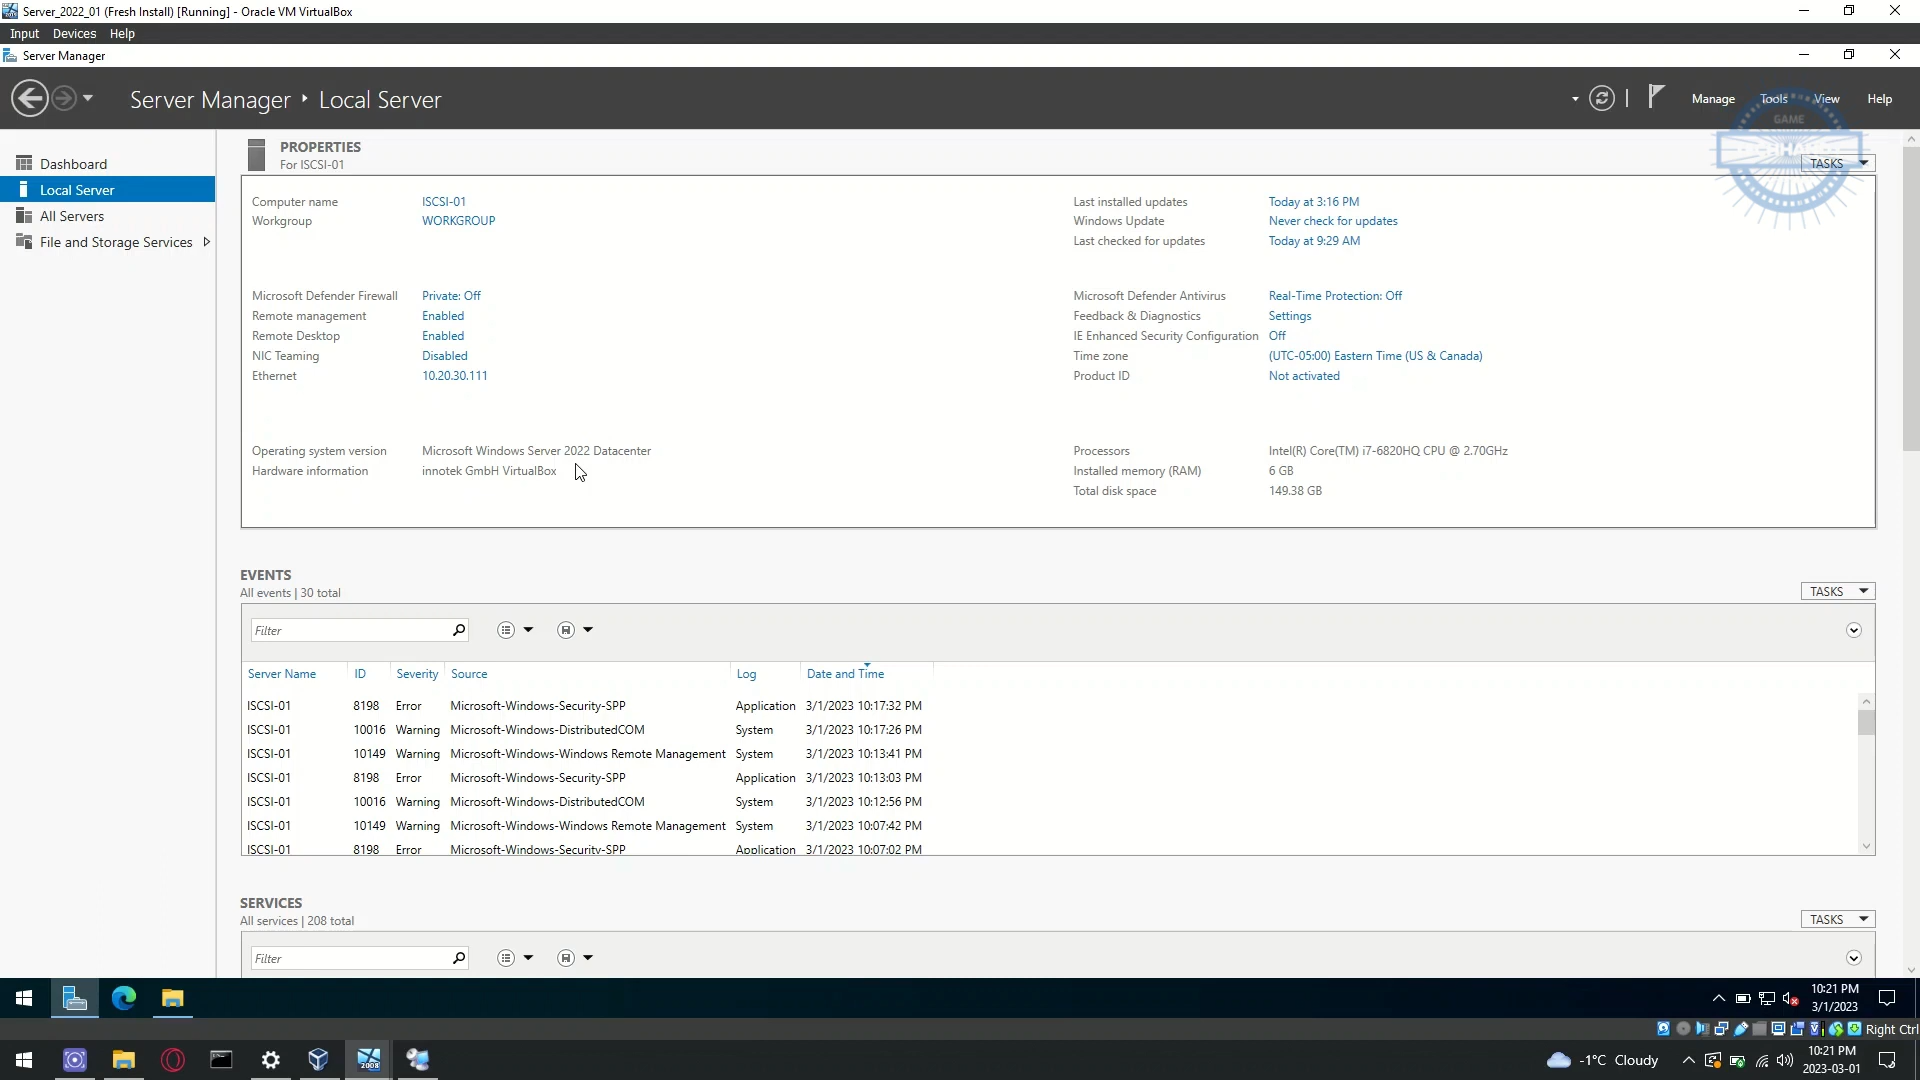 Server_2022_01 (Fresh Install) [Running] - Oracle VM VirtualBox
Input Devices Help
Server Manager
Server Manager ‣ Local Server
Manage Tools View Help
GAME
Dashboard
Local Server
All Servers
File and Storage Services
PROPERTIES
For ISCSI-01
TASKS
Computer name ISCSI-01
Workgroup WORKGROUP
Last installed updates Today at 3:16 PM
Windows Update Never check for updates
Last checked for updates Today at 9:29 AM
Microsoft Defender Firewall Private: Off
Remote management Enabled
Remote Desktop Enabled
NIC Teaming Disabled
Ethernet 10.20.30.111
Microsoft Defender Antivirus Real-Time Protection: Off
Feedback & Diagnostics Settings
IE Enhanced Security Configuration Off
Time zone (UTC-05:00) Eastern Time (US & Canada)
Product ID Not activated
Operating system version Microsoft Windows Server 2022 Datacenter
Hardware information innotek GmbH VirtualBox
Processors Intel(R) Core(TM) i7-6820HQ CPU @ 2.70GHz
Installed memory (RAM) 6 GB
Total disk space 149.38 GB
EVENTS
All events | 30 total
TASKS
Filter
Server Name ID Severity Source Log Date and Time
ISCSI-01 8198 Error Microsoft-Windows-Security-SPP Application 3/1/2023 10:17:32 PM
ISCSI-01 10016 Warning Microsoft-Windows-DistributedCOM System 3/1/2023 10:17:26 PM
ISCSI-01 10149 Warning Microsoft-Windows-Windows Remote Management System 3/1/2023 10:13:41 PM
ISCSI-01 8198 Error Microsoft-Windows-Security-SPP Application 3/1/2023 10:13:03 PM
ISCSI-01 10016 Warning Microsoft-Windows-DistributedCOM System 3/1/2023 10:12:56 PM
ISCSI-01 10149 Warning Microsoft-Windows-Windows Remote Management System 3/1/2023 10:07:42 PM
ISCSI-01 8198 Error Microsoft-Windows-Security-SPP Application 3/1/2023 10:07:02 PM
SERVICES
All services | 208 total
TASKS
Filter
10:21 PM
3/1/2023
Right Ctrl
2008
-1°C Cloudy
10:21 PM
2023-03-01